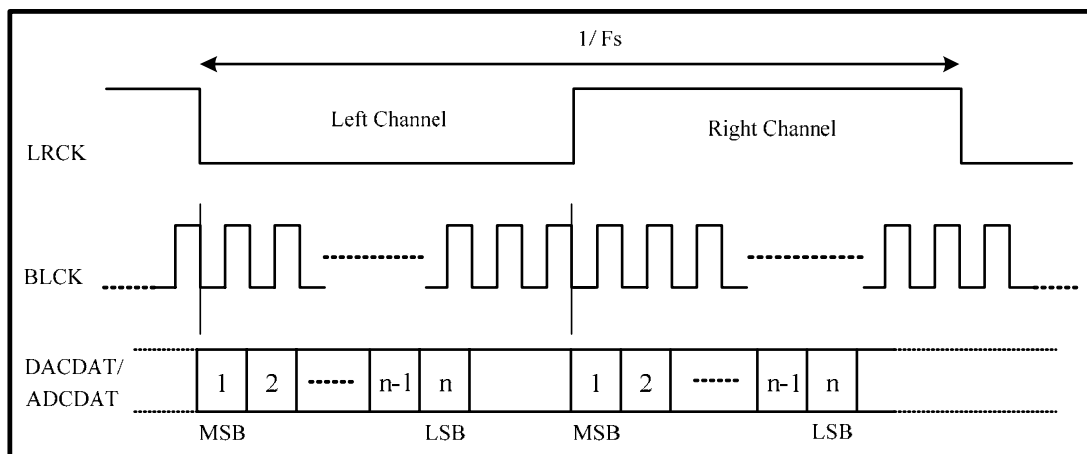 1/ Fs
Left Channel
Right Channel
LRCK
BLCK
DACDAT/
ADCDAT
1 2 n-1 n 1 2 n-1 n
MSB LSB MSB LSB